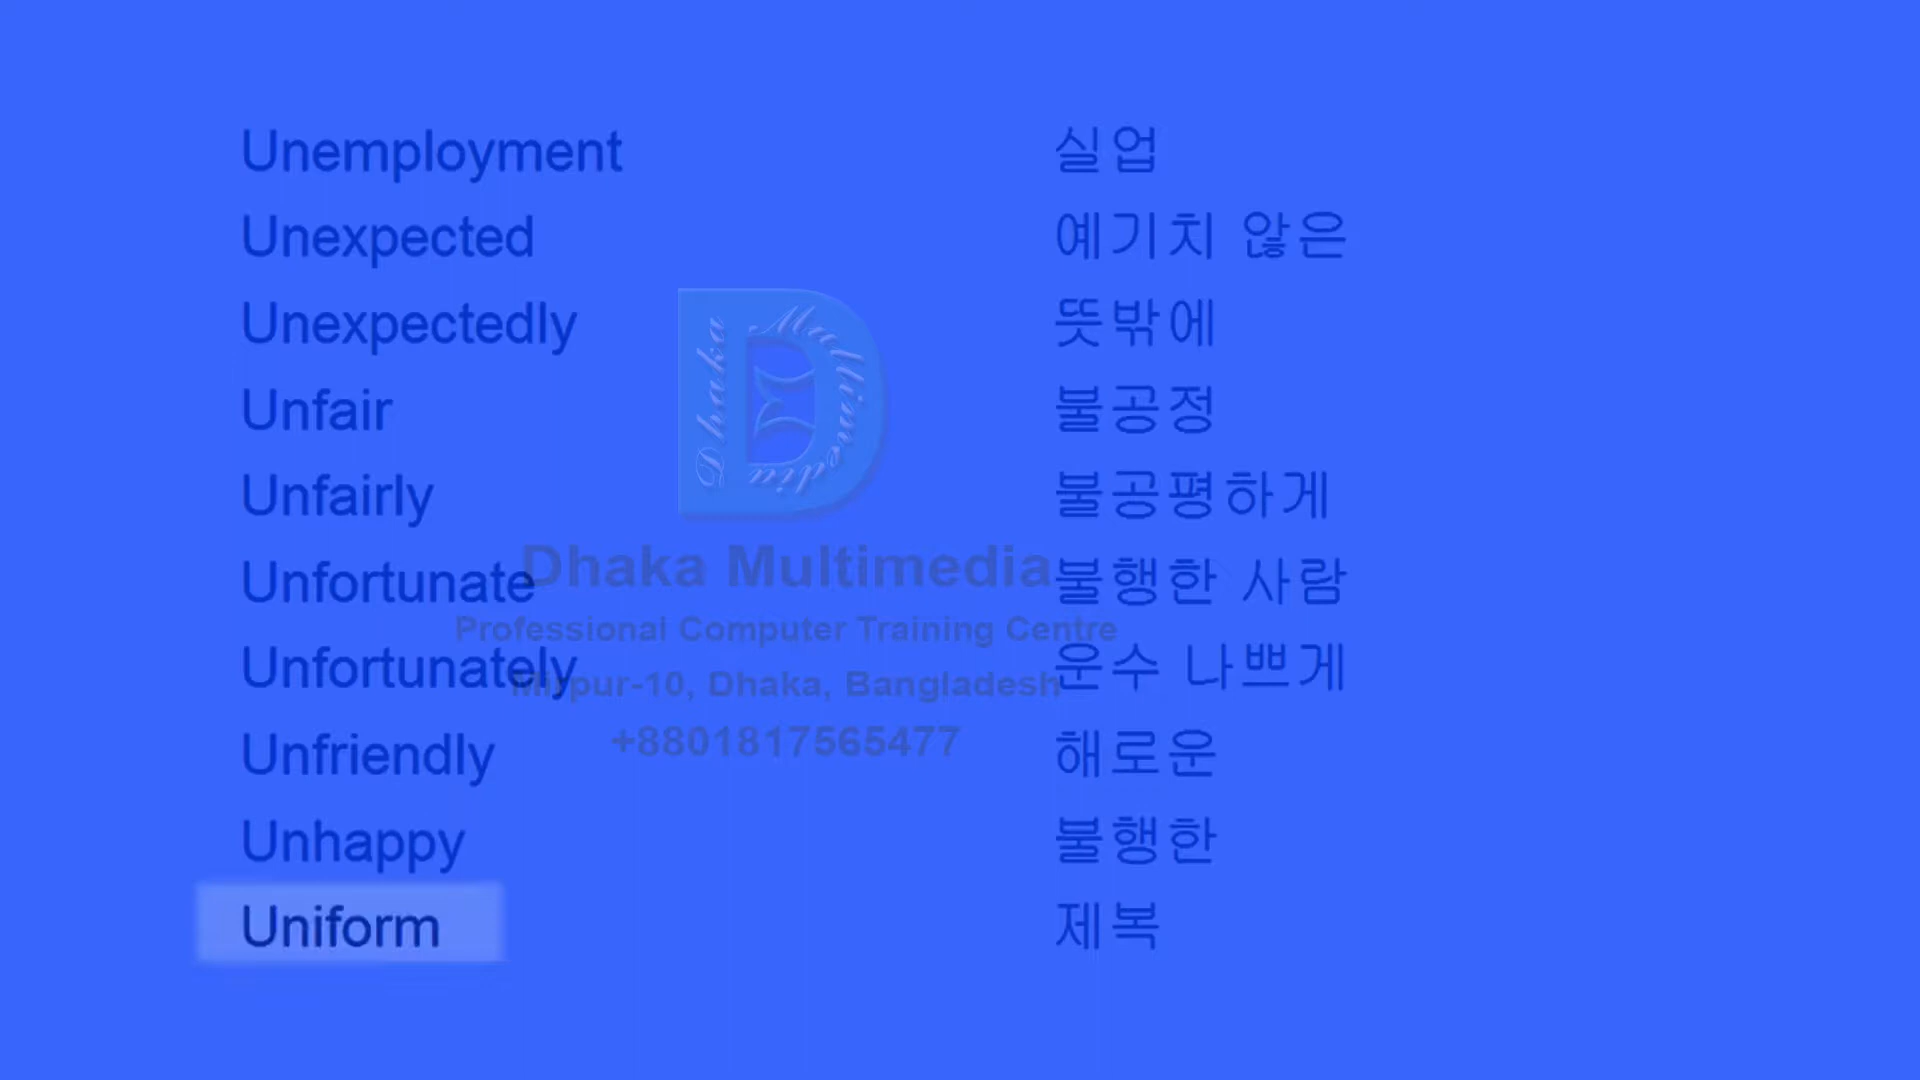 Unemployment 실업
Unexpected 예기치 않은
Unexpectedly 뜻밖에
Unfair 불공정
Unfairly 불공평하게
Unfortunate 불행한 사람
Unfortunately 운수 나쁘게
Unfriendly 해로운
Unhappy 불행한
Uniform 제복
Dhaka Multimedia
Dhaka Multimedia
Professional Computer Training Centre
Mirpur-10, Dhaka, Bangladesh
+8801817565477